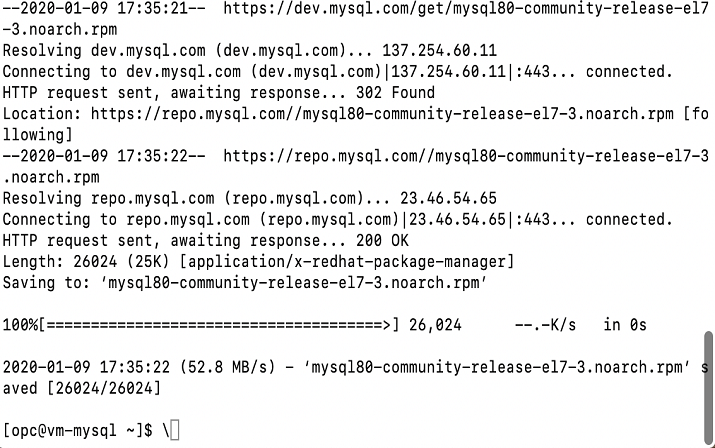 --2020-01-09 17:35:21--  https://dev.mysql.com/get/mysql80-community-release-el7
-3.noarch.rpm
Resolving dev.mysql.com (dev.mysql.com)... 137.254.60.11
Connecting to dev.mysql.com (dev.mysql.com)|137.254.60.11|:443... connected.
HTTP request sent, awaiting response... 302 Found
Location: https://repo.mysql.com//mysql80-community-release-el7-3.noarch.rpm [fo
llowing]
--2020-01-09 17:35:22--  https://repo.mysql.com//mysql80-community-release-el7-3
.noarch.rpm
Resolving repo.mysql.com (repo.mysql.com)... 23.46.54.65
Connecting to repo.mysql.com (repo.mysql.com)|23.46.54.65|:443... connected.
HTTP request sent, awaiting response... 200 OK
Length: 26024 (25K) [application/x-redhat-package-manager]
Saving to: ‘mysql80-community-release-el7-3.noarch.rpm’

100%[======================================>] 26,024      --.-K/s   in 0s

2020-01-09 17:35:22 (52.8 MB/s) - ‘mysql80-community-release-el7-3.noarch.rpm’ s
aved [26024/26024]

[opc@vm-mysql ~]$ \